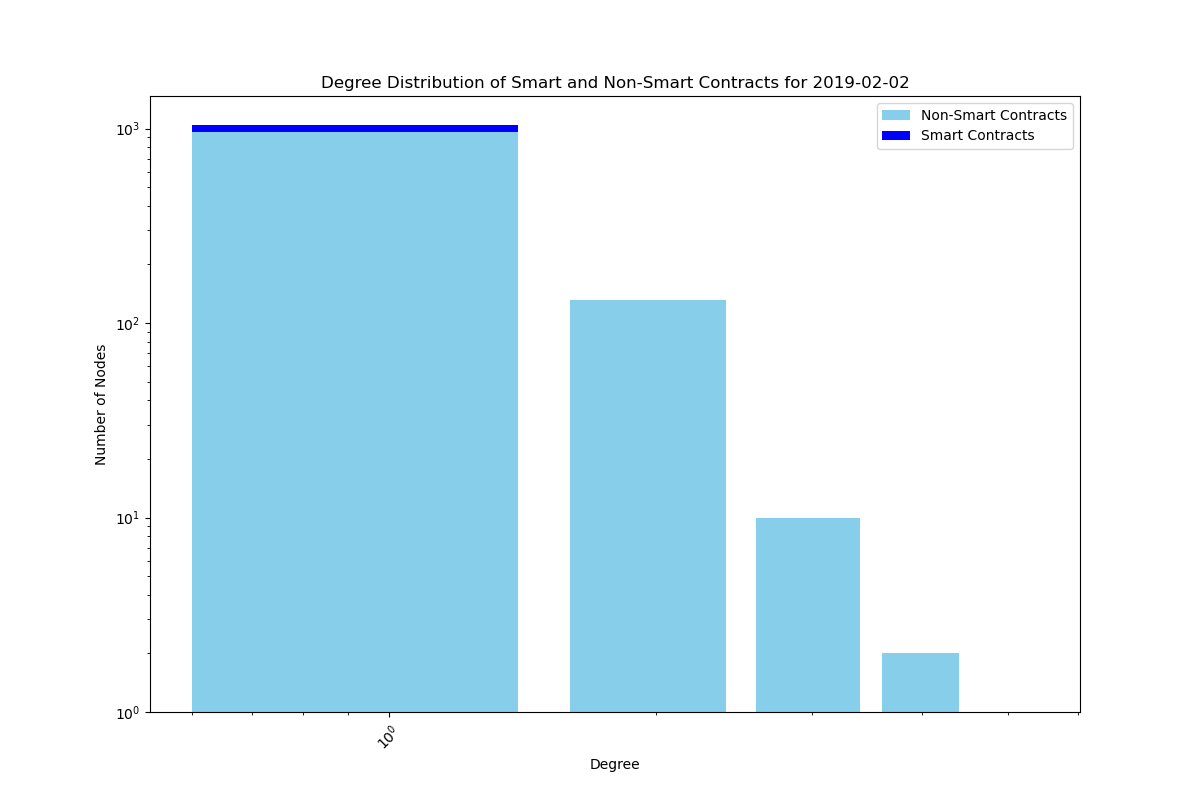 Degree Distribution of Smart and Non-Smart Contracts for 2019-02-02
Non-Smart Contracts
Smart Contracts
10³
10²
10¹
10⁰
Number of Nodes
10⁰
Degree